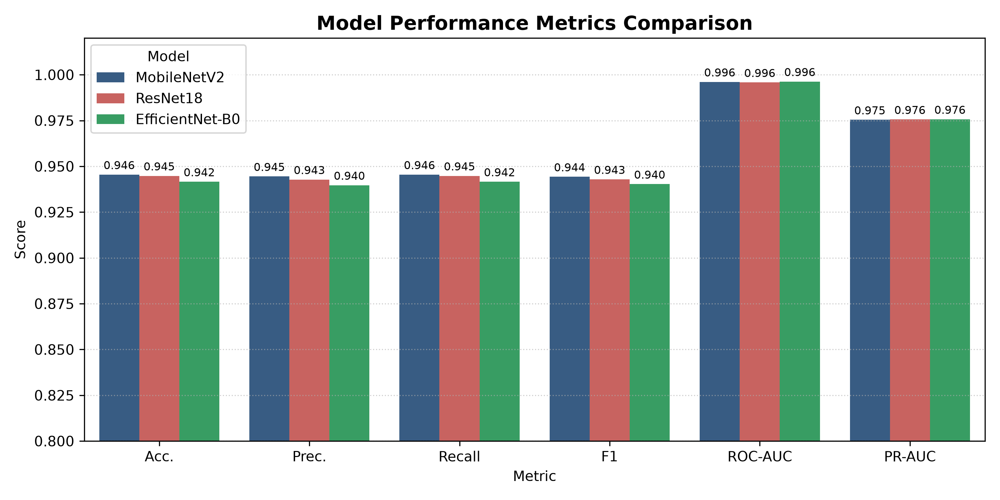 Model Performance Metrics Comparison
Model
MobileNetV2
ResNet18
EfficientNet-B0
Score
1.000
0.975
0.950
0.925
0.900
0.875
0.850
0.825
0.800
0.946 0.945 0.942
0.945 0.943 0.940
0.946 0.945 0.942
0.944 0.943 0.940
0.996 0.996 0.996
0.975 0.976 0.976
Acc. Prec. Recall F1 ROC-AUC PR-AUC
Metric